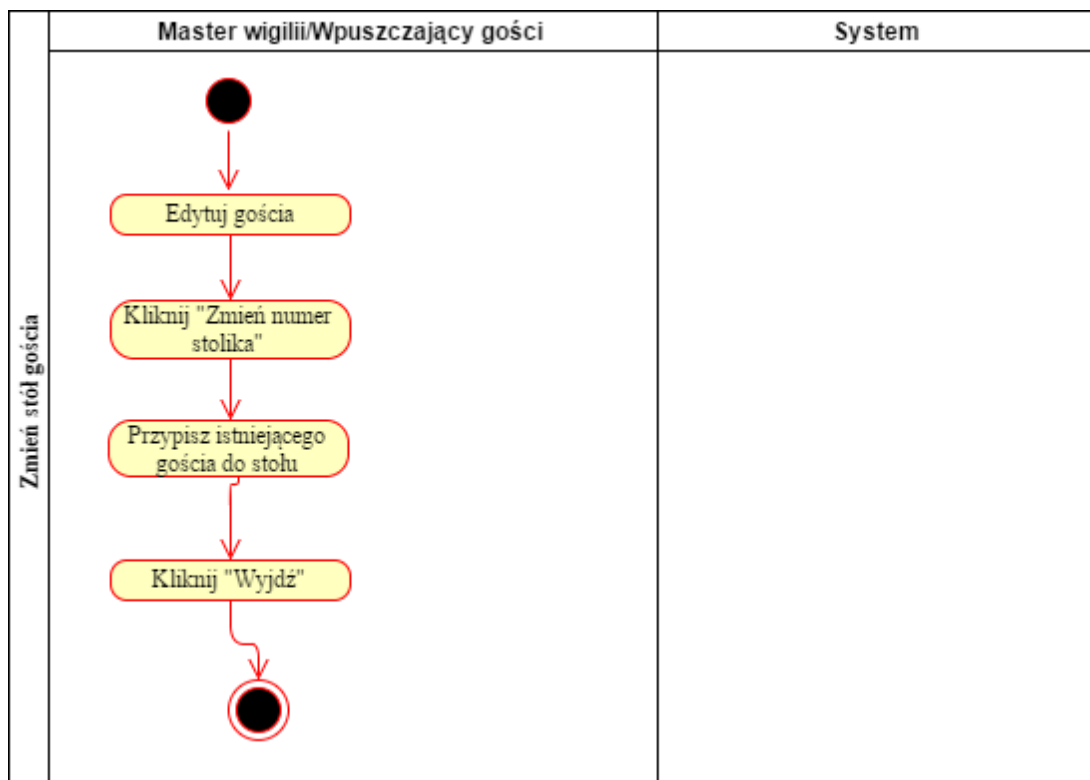 Master wigilii/Wpuszczający gości
System
Zmień stół gościa
Edytuj gościa
Kliknij "Zmień numer
stolika"
Przypisz istniejącego
gościa do stołu
Kliknij "Wyjdź"